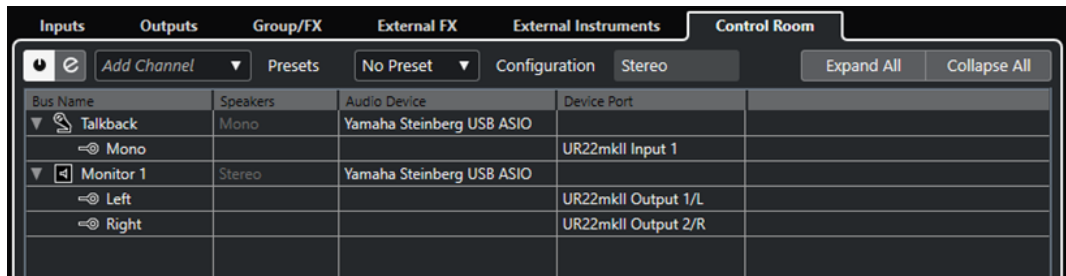 Inputs Outputs Group/FX External FX External Instruments Control Room
Add Channel Presets No Preset Configuration Stereo Expand All Collapse All
Bus Name Speakers Audio Device Device Port
Talkback Mono Yamaha Steinberg USB ASIO
Mono UR22mkII Input 1
Monitor 1 Stereo Yamaha Steinberg USB ASIO
Left UR22mkII Output 1/L
Right UR22mkII Output 2/R